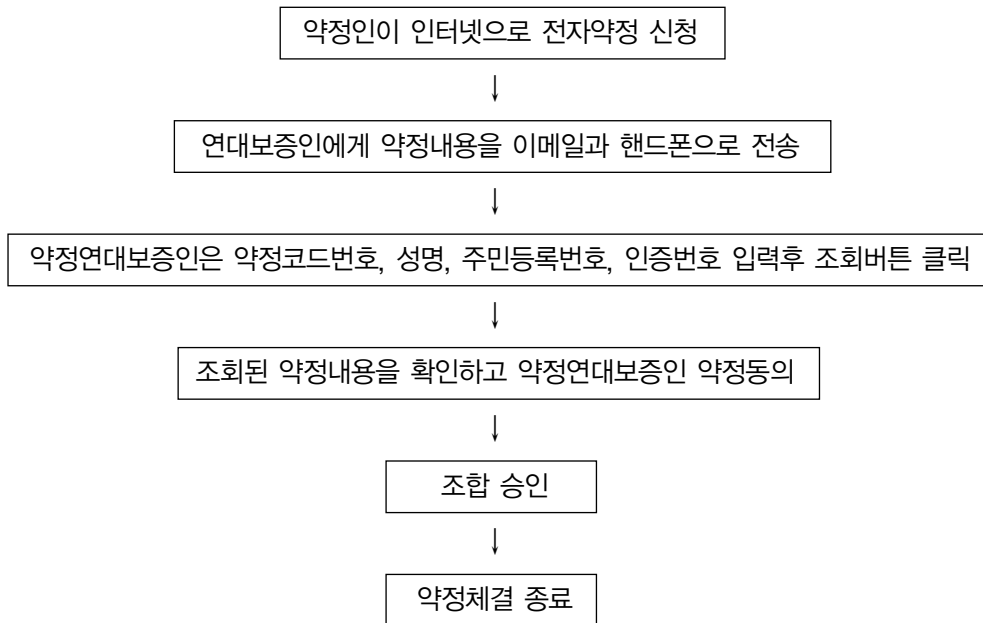 약정인이 인터넷으로 전자약정 신청
↓
연대보증인에게 약정내용을 이메일과 핸드폰으로 전송
↓
약정연대보증인은 약정코드번호, 성명, 주민등록번호, 인증번호 입력후 조회버튼 클릭
↓
조회된 약정내용을 확인하고 약정연대보증인 약정동의
↓
조합 승인
↓
약정체결 종료